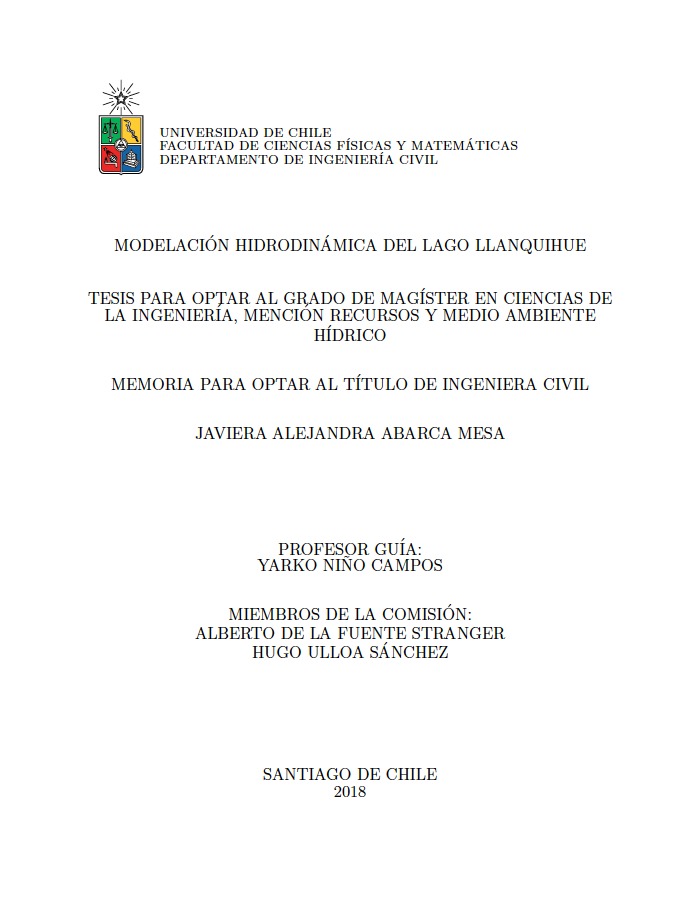 UNIVERSIDAD DE CHILE
FACULTAD DE CIENCIAS FÍSICAS Y MATEMÁTICAS
DEPARTAMENTO DE INGENIERÍA CIVIL
MODELACIÓN HIDRODINÁMICA DEL LAGO LLANQUIHUE
TESIS PARA OPTAR AL GRADO DE MAGÍSTER EN CIENCIAS DE
LA INGENIERÍA, MENCIÓN RECURSOS Y MEDIO AMBIENTE
HÍDRICO
MEMORIA PARA OPTAR AL TÍTULO DE INGENIERA CIVIL
JAVIERA ALEJANDRA ABARCA MESA
PROFESOR GUÍA:
YARKO NIÑO CAMPOS
MIEMBROS DE LA COMISIÓN:
ALBERTO DE LA FUENTE STRANGER
HUGO ULLOA SÁNCHEZ
SANTIAGO DE CHILE
2018